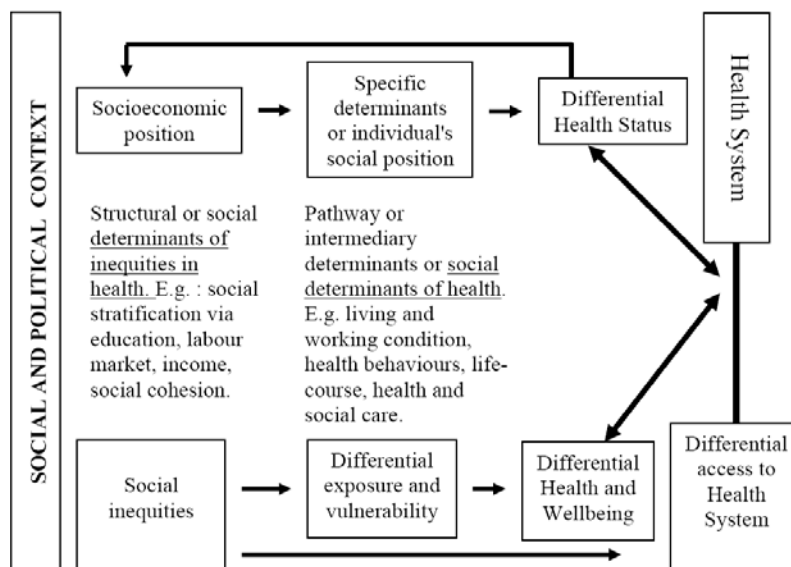 SOCIAL AND POLITICAL CONTEXT
Socioeconomic
position
Specific
determinants
or individual's
social position
Differential
Health Status
Health System
Structural or social
determinants of
inequities in
health. E.g. : social
stratification via
education, labour
market, income,
social cohesion.
Pathway or
intermediary
determinants or social
determinants of health.
E.g. living and
working condition,
health behaviours, life-
course, health and
social care.
Social
inequities
Differential
exposure and
vulnerability
Differential
Health and
Wellbeing
Differential
access to
Health
System